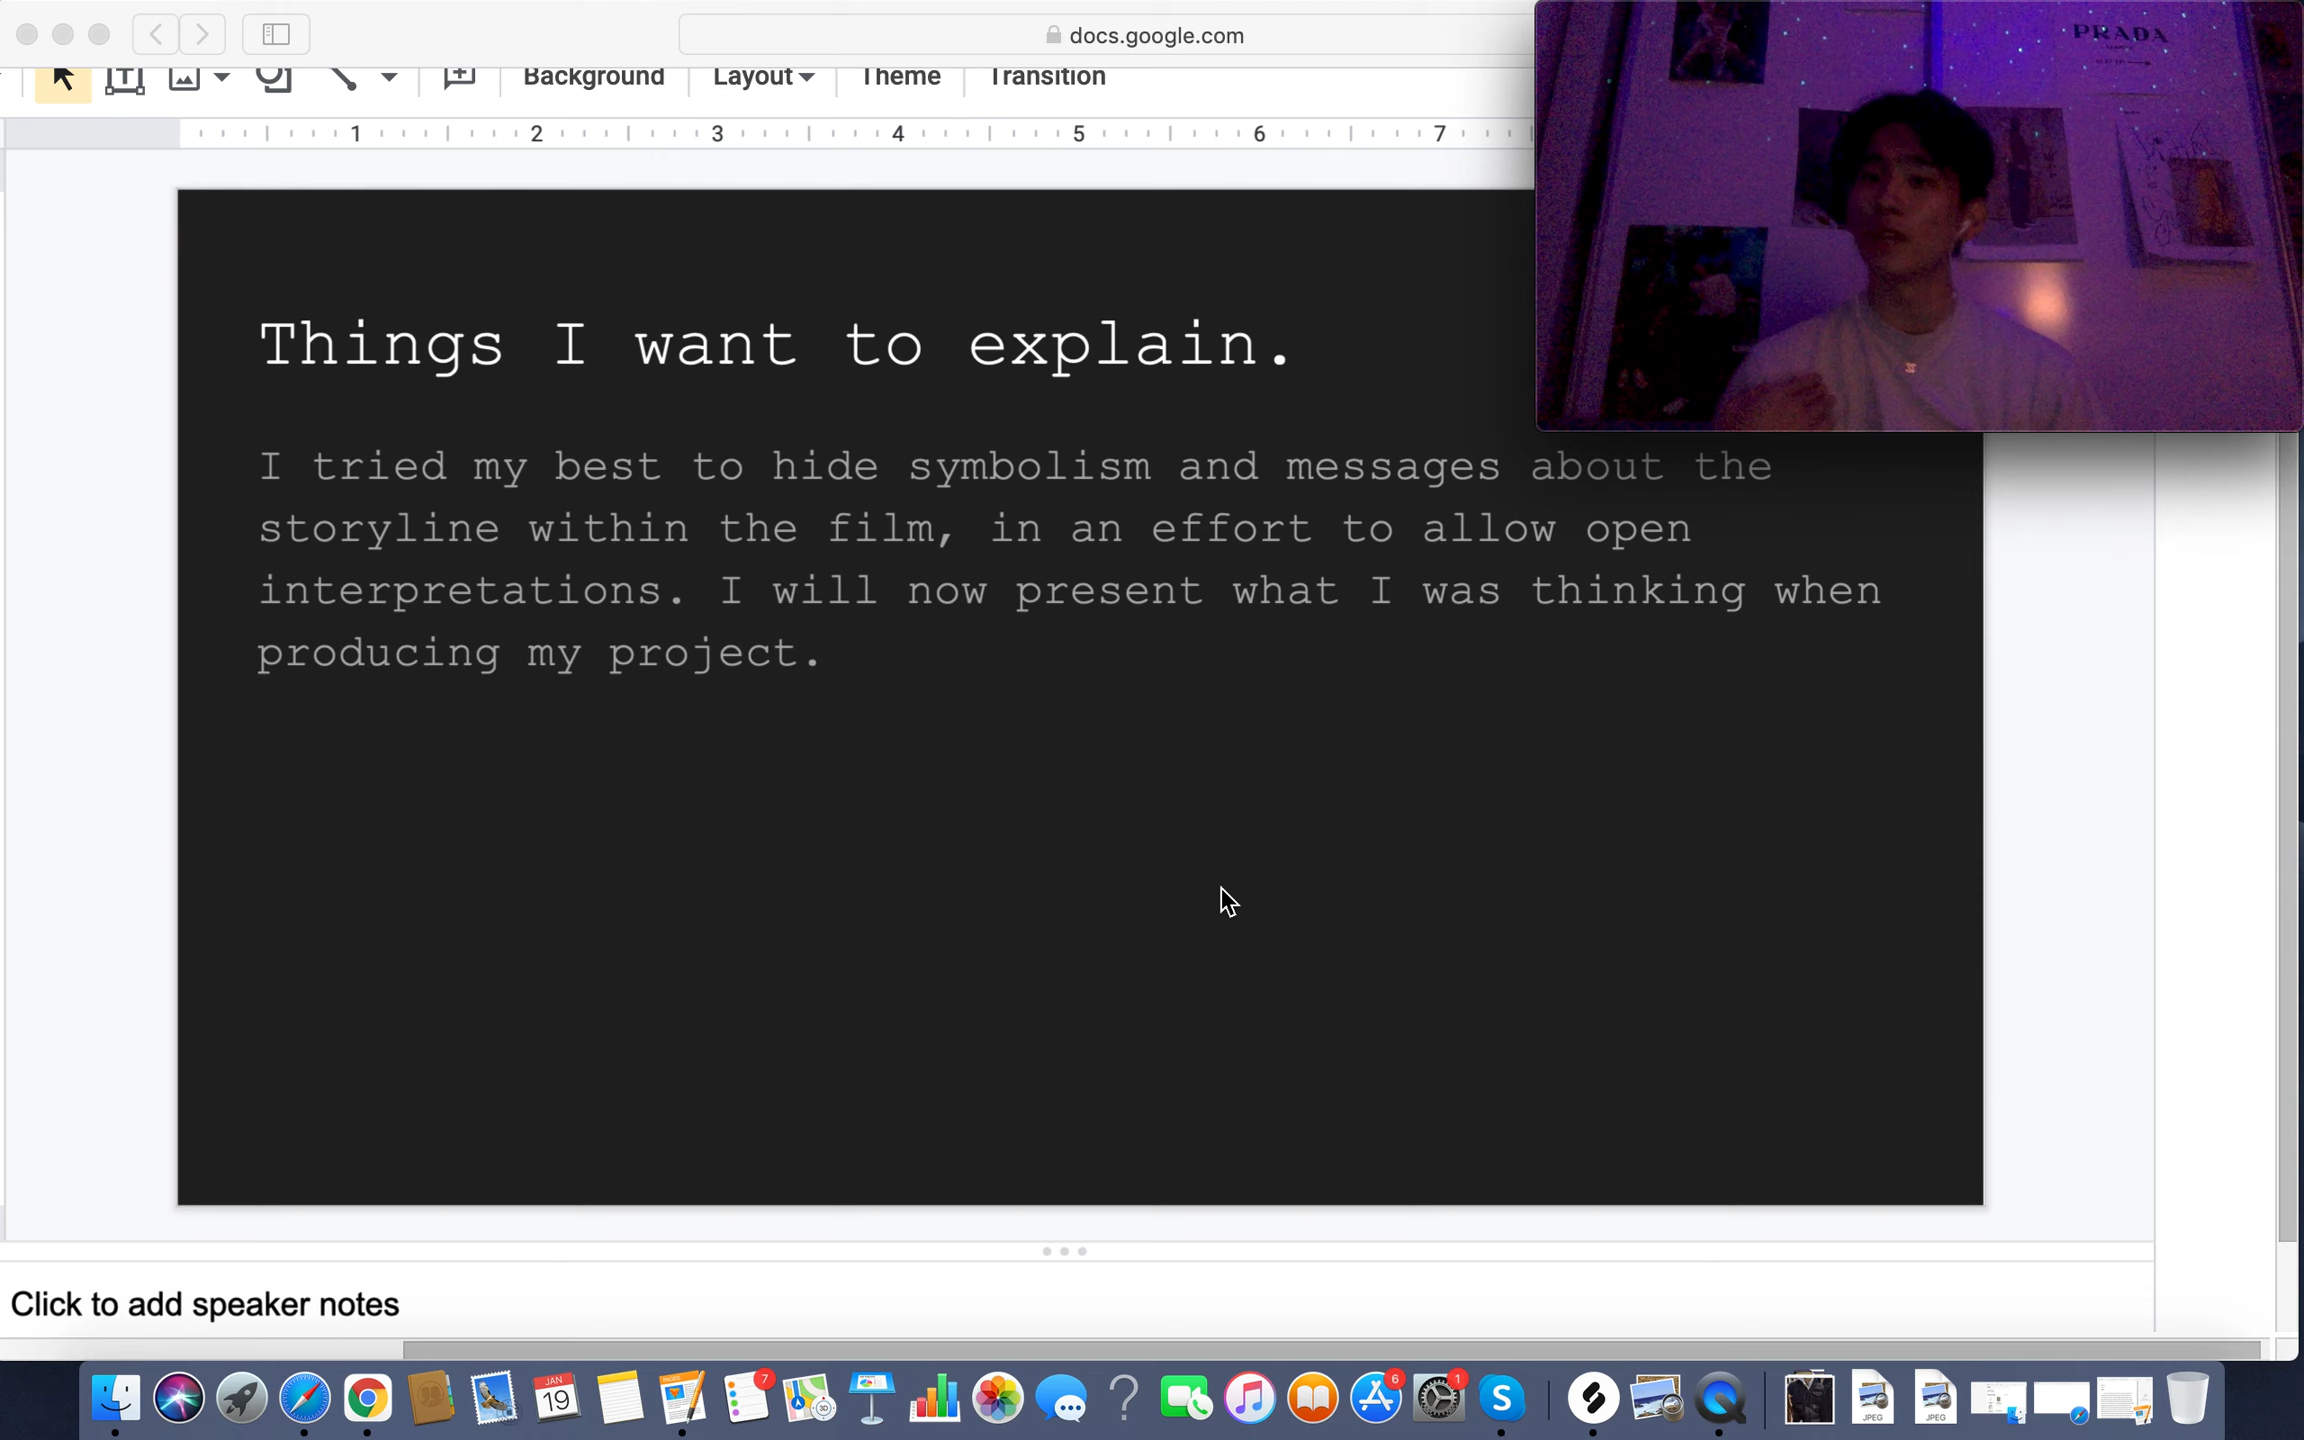 docs.google.com
PRADA
Background
Layout
Theme
Transition
1 2 3 4 5 6 7
Things I want to explain.
I tried my best to hide symbolism and messages about the
storyline within the film, in an effort to allow open
interpretations. I will now present what I was thinking when
producing my project.
Click to add speaker notes
JAN
19
PAGES
7
3D
6
1
JPEG
JPEG